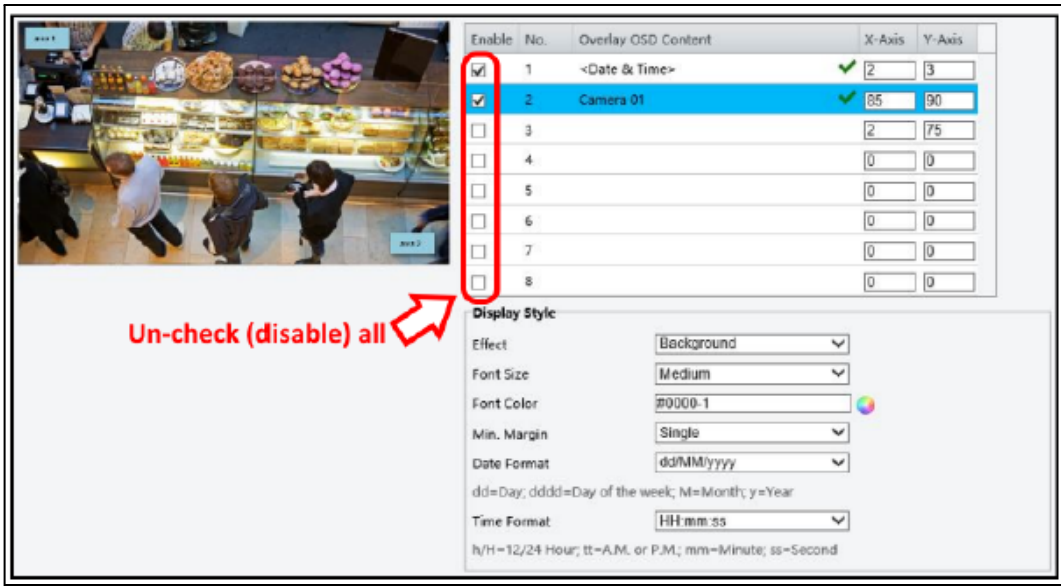 area 1
Enable No. Overlay OSD Content X-Axis Y-Axis
1 <Date & Time> 2 3
2 Camera 01 85 90
3 2 75
4 0 0
5 0 0
6 0 0
7 0 0
8 0 0
area 2
Un-check (disable) all
Display Style
Effect Background
Font Size Medium
Font Color #0000-1
Min. Margin Single
Date Format dd/MM/yyyy
dd=Day; dddd=Day of the week; M=Month; y=Year
Time Format HH:mm:ss
h/H=12/24 Hour; tt=A.M. or P.M.; mm=Minute; ss=Second